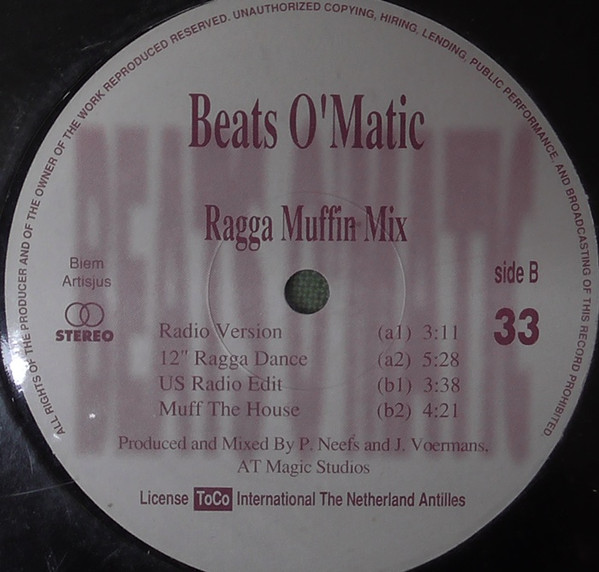 ALL RIGHTS OF THE PRODUCER AND OF THE OWNER OF THE WORK REPRODUCED RESERVED. UNAUTHORIZED COPYING, HIRING, LENDING, PUBLIC PERFORMANCE, AND BROADCASTING OF THIS RECORD PROHIBITED.
Beats O'Matic
Ragga Muffin Mix
Biem
Artisjus
STEREO
side B
33
Radio Version (a1) 3:11
12" Ragga Dance (a2) 5:28
US Radio Edit (b1) 3:38
Muff The House (b2) 4:21
Produced and Mixed By P. Neefs and J. Voermans,
AT Magic Studios
License ToCo International The Netherland Antilles